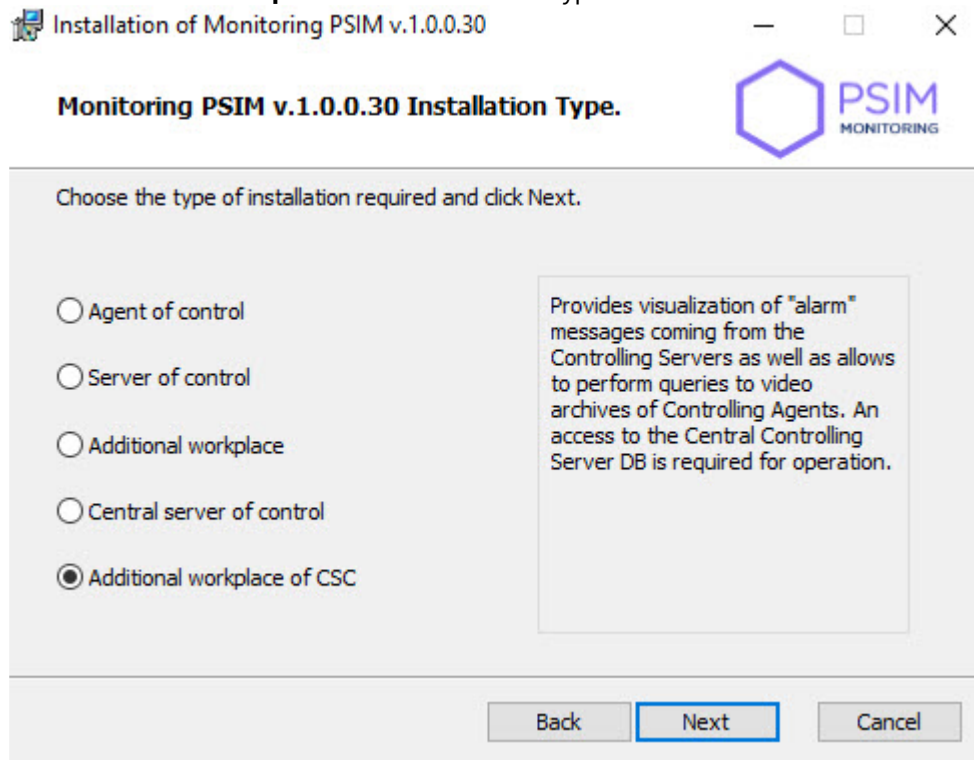 Installation of Monitoring PSIM v.1.0.0.30
Monitoring PSIM v.1.0.0.30 Installation Type.
PSIM
MONITORING
Choose the type of installation required and click Next.
Agent of control
Server of control
Additional workplace
Central server of control
Additional workplace of CSC
Provides visualization of "alarm"
messages coming from the
Controlling Servers as well as allows
to perform queries to video
archives of Controlling Agents. An
access to the Central Controlling
Server DB is required for operation.
Back
Next
Cancel